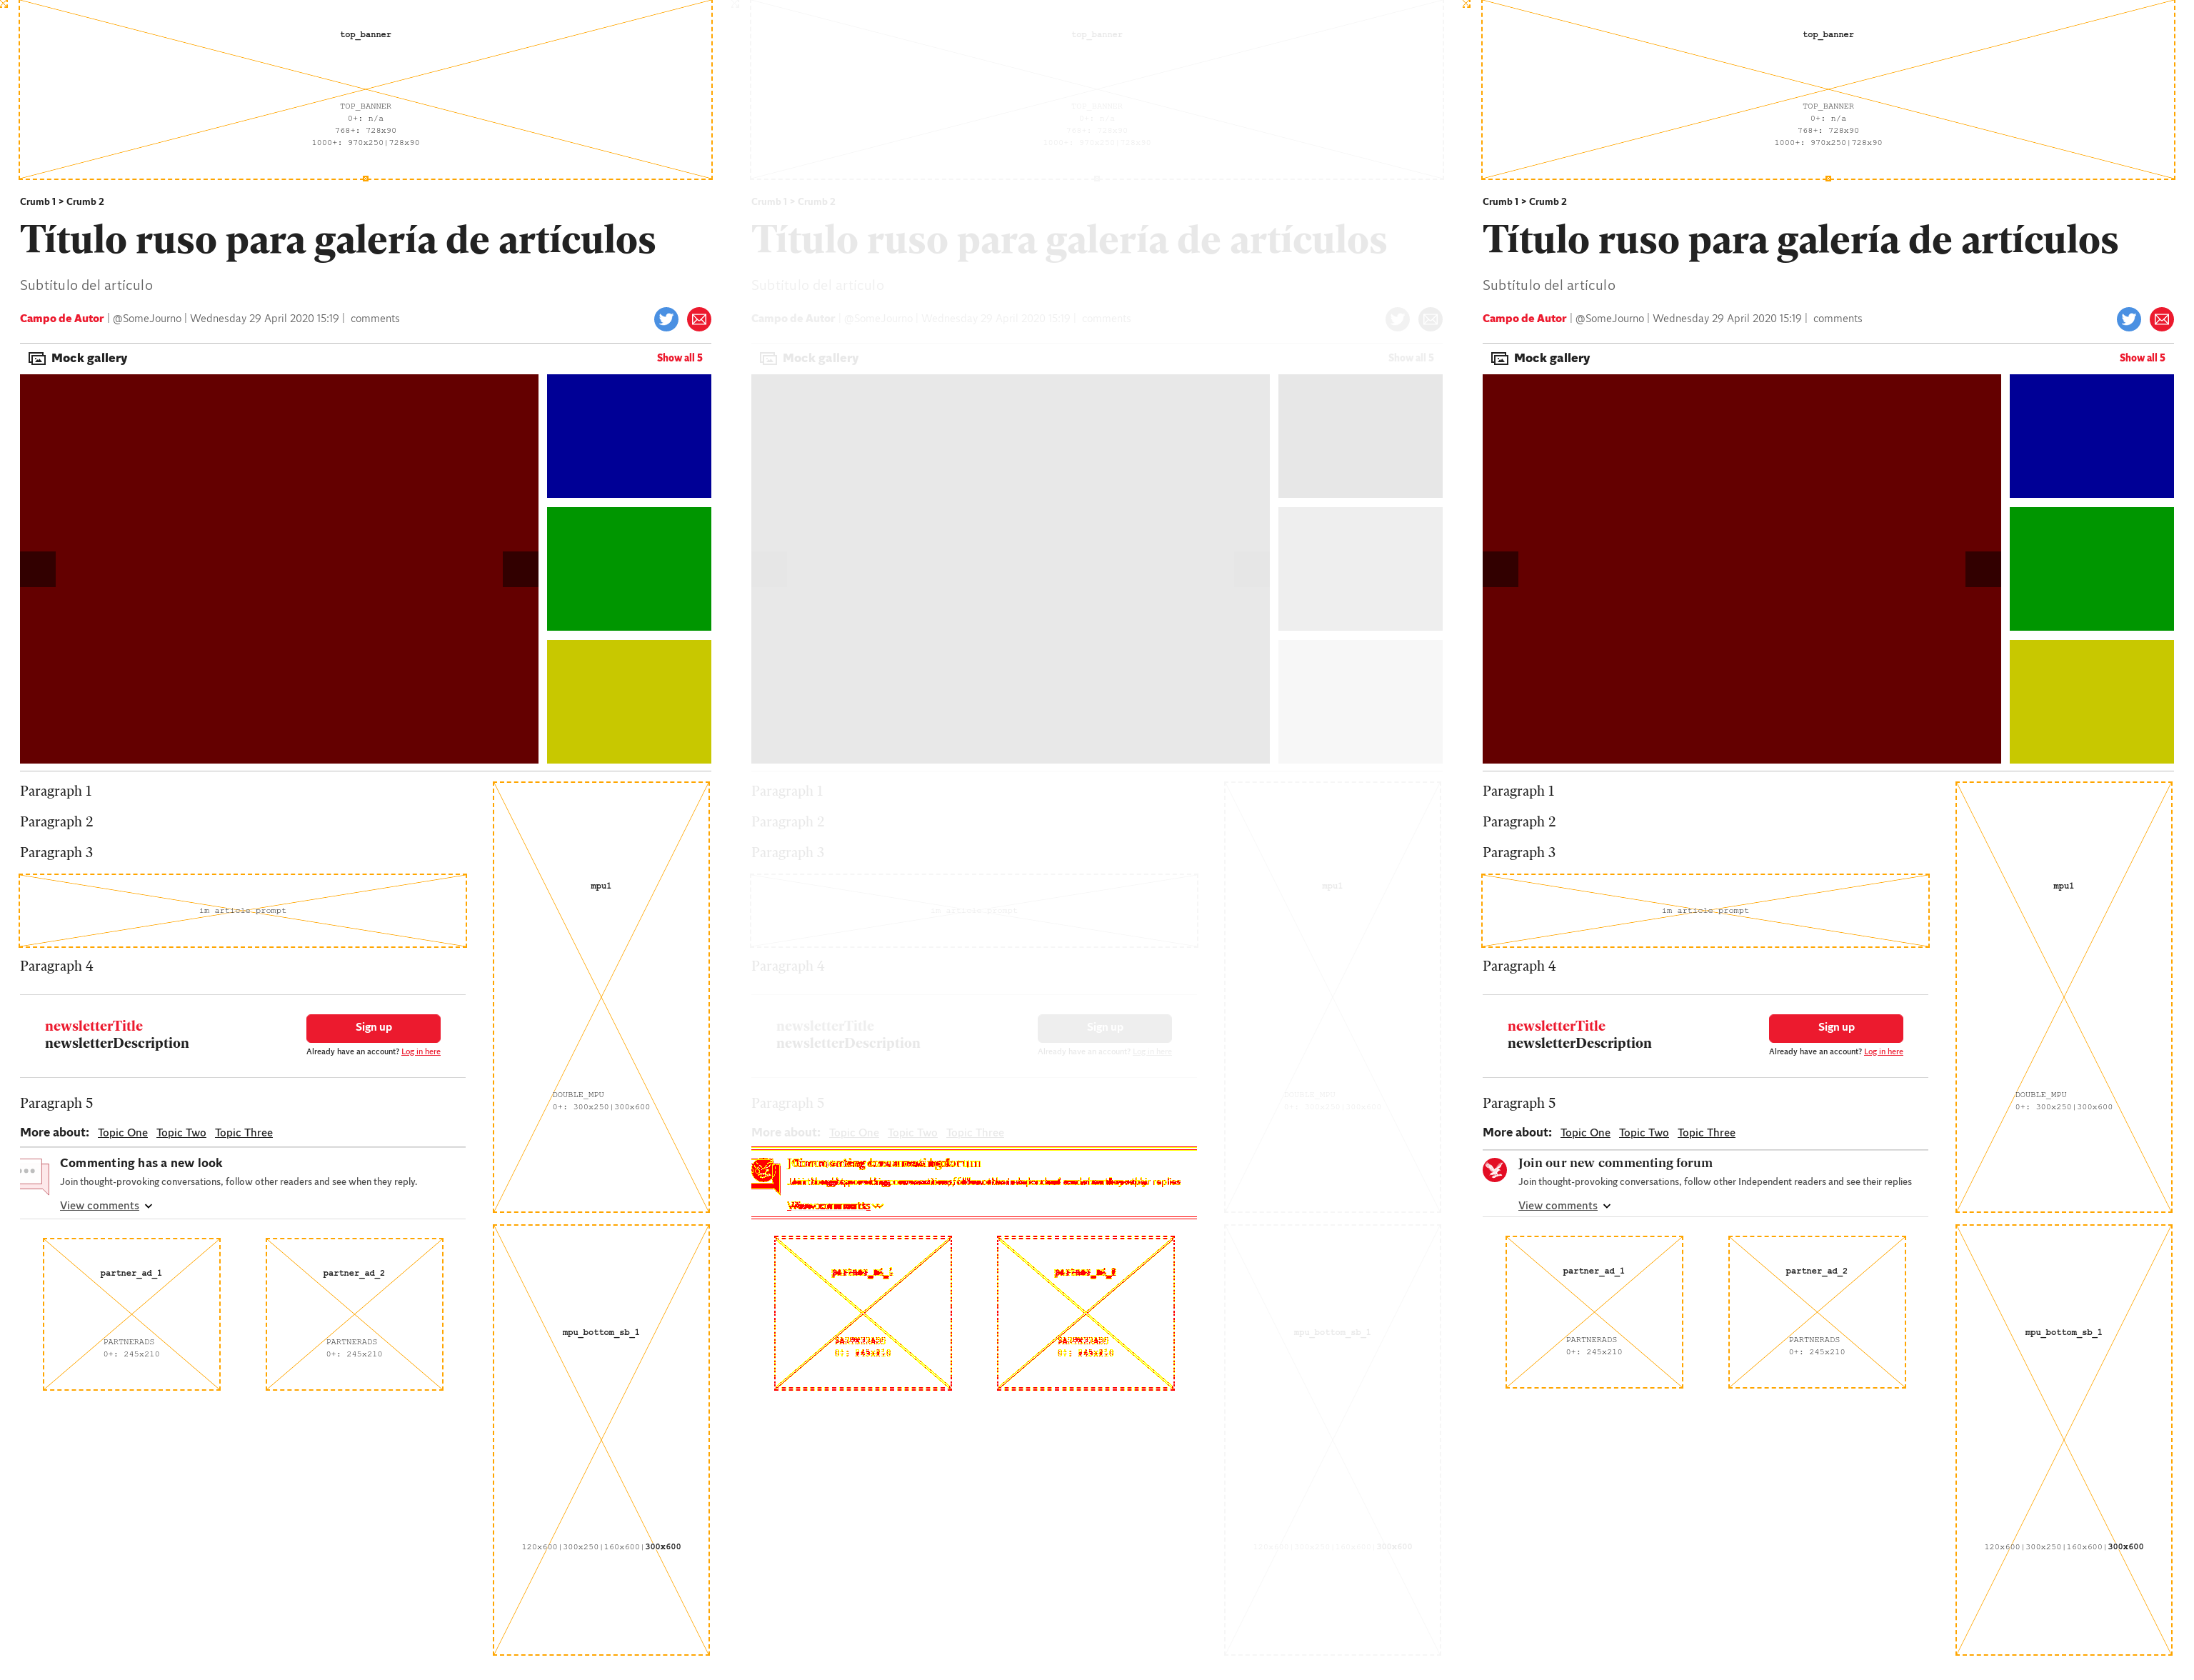 top_banner
TOP_BANNER
0+: n/a
768+: 728x90
1000+: 970x250|728x90
Crumb 1 > Crumb 2
Título ruso para galería de artículos
Subtítulo del artículo
Campo de Autor | @SomeJourno | Wednesday 29 April 2020 15:19 | comments
Mock gallery
Show all 5
Paragraph 1
Paragraph 2
Paragraph 3
im article prompt
Paragraph 4
newsletterTitle
newsletterDescription
Sign up
Already have an account? Log in here
Paragraph 5
More about: Topic One Topic Two Topic Three
Commenting has a new look
Join thought-provoking conversations, follow other readers and see when they reply.
View comments
partner_ad_1
PARTNERADS
0+: 245x210
partner_ad_2
PARTNERADS
0+: 245x210
mpu1
DOUBLE_MPU
0+: 300x250|300x600
mpu_bottom_sb_1
120x600|300x250|160x600|300x600
top_banner
TOP_BANNER
0+: n/a
768+: 728x90
1000+: 970x250|728x90
Crumb 1 > Crumb 2
Título ruso para galería de artículos
Subtítulo del artículo
Campo de Autor | @SomeJourno | Wednesday 29 April 2020 15:19 | comments
Mock gallery
Show all 5
Paragraph 1
Paragraph 2
Paragraph 3
im article prompt
Paragraph 4
newsletterTitle
newsletterDescription
Sign up
Already have an account? Log in here
Paragraph 5
More about: Topic One Topic Two Topic Three
mpu1
DOUBLE_MPU
0+: 300x250|300x600
mpu_bottom_sb_1
120x600|300x250|160x600|300x600
top_banner
TOP_BANNER
0+: n/a
768+: 728x90
1000+: 970x250|728x90
Crumb 1 > Crumb 2
Título ruso para galería de artículos
Subtítulo del artículo
Campo de Autor | @SomeJourno | Wednesday 29 April 2020 15:19 | comments
Mock gallery
Show all 5
Paragraph 1
Paragraph 2
Paragraph 3
im article prompt
Paragraph 4
newsletterTitle
newsletterDescription
Sign up
Already have an account? Log in here
Paragraph 5
More about: Topic One Topic Two Topic Three
Join our new commenting forum
Join thought-provoking conversations, follow other Independent readers and see their replies
View comments
partner_ad_1
PARTNERADS
0+: 245x210
partner_ad_2
PARTNERADS
0+: 245x210
mpu1
DOUBLE_MPU
0+: 300x250|300x600
mpu_bottom_sb_1
120x600|300x250|160x600|300x600